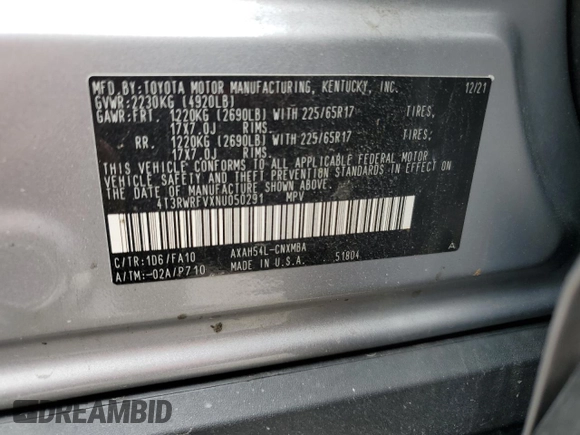 MFD.BY:TOYOTA MOTOR MANUFACTURING, KENTUCKY, INC. 12/21
GVWR:2230KG (4920LB)
GAWR:FRT. 1220KG (2690LB) WITH 225/65R17 TIRES,
17X7.0J RIMS
RR. 1220KG (2690LB) WITH 225/65R17 TIRES,
17X7.0J RIMS
THIS VEHICLE CONFORMS TO ALL APPLICABLE FEDERAL MOTOR
VEHICLE SAFETY AND THEFT PREVENTION STANDARDS IN EFFECT
ON THE DATE OF MANUFACTURE SHOWN ABOVE.
4T3RWRFVXNU050291 MPV
C/TR:1D6/FA10 AXAH54L-CNXMBA A
A/TM:-02A/P710 MADE IN U.S.A. 51804
DREAMBID